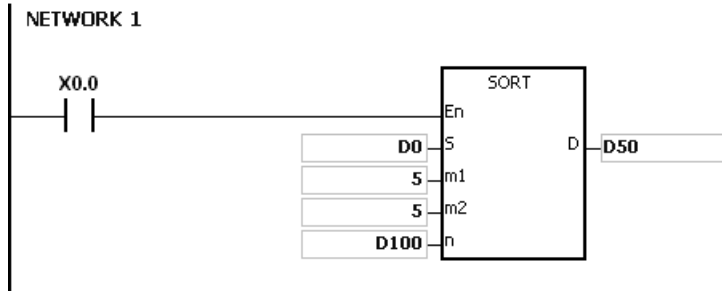 NETWORK 1
X0.0
SORT
En
D0 S D D50
5 m1
5 m2
D100 n